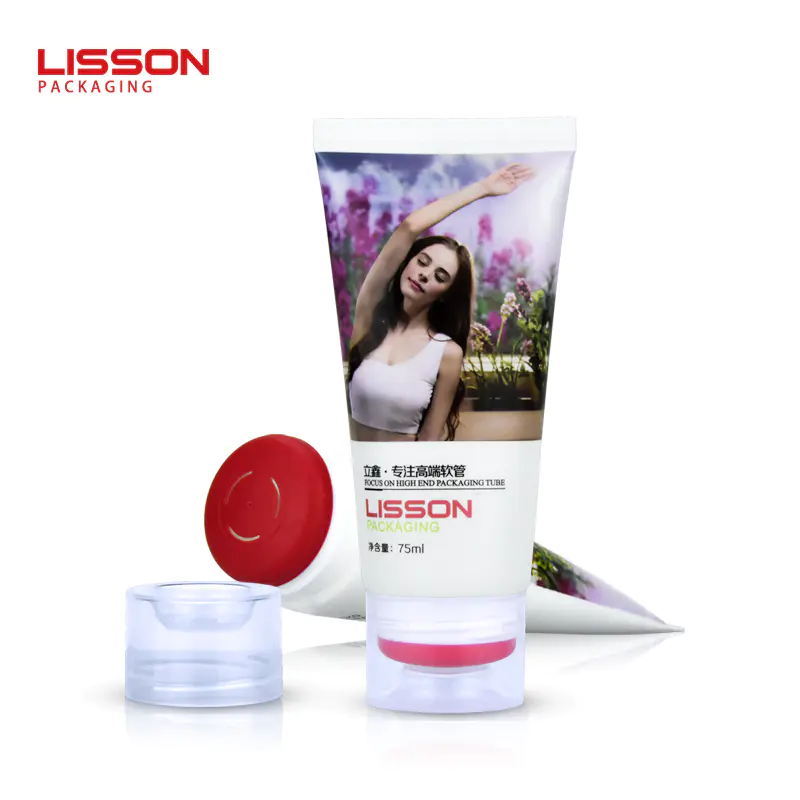 LISSON
PACKAGING
立鑫·专注高端软管
FOCUS ON HIGH END PACKAGING TUBE
LISSON
PACKAGING
净含量：75ml